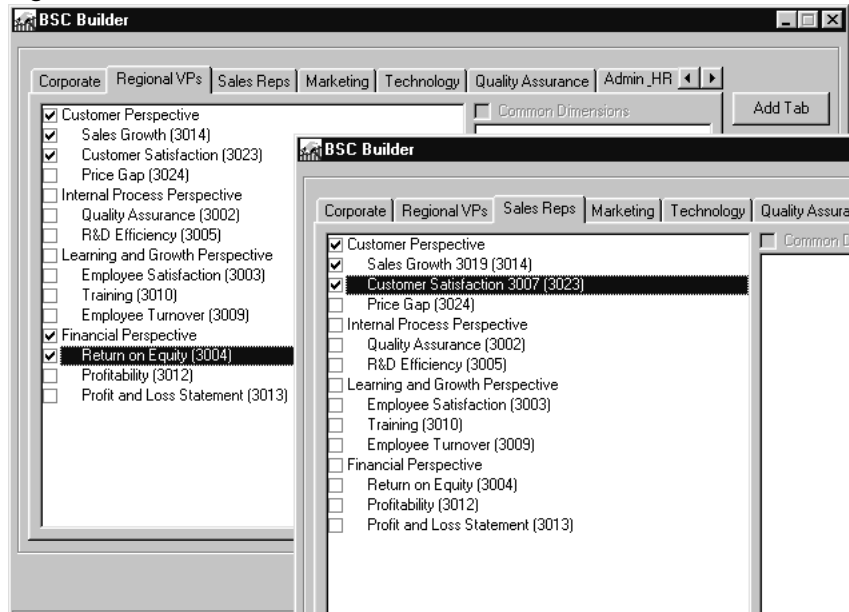 BSC Builder
Corporate Regional VPs Sales Reps Marketing Technology Quality Assurance Admin_HR
Customer Perspective
Sales Growth (3014)
Customer Satisfaction (3023)
Price Gap (3024)
Internal Process Perspective
Quality Assurance (3002)
R&D Efficiency (3005)
Learning and Growth Perspective
Employee Satisfaction (3003)
Training (3010)
Employee Turnover (3009)
Financial Perspective
Return on Equity (3004)
Profitability (3012)
Profit and Loss Statement (3013)
Common Dimensions
Add Tab
BSC Builder
Corporate Regional VPs Sales Reps Marketing Technology Quality Assura
Customer Perspective
Sales Growth 3019 (3014)
Customer Satisfaction 3007 (3023)
Price Gap (3024)
Internal Process Perspective
Quality Assurance (3002)
R&D Efficiency (3005)
Learning and Growth Perspective
Employee Satisfaction (3003)
Training (3010)
Employee Turnover (3009)
Financial Perspective
Return on Equity (3004)
Profitability (3012)
Profit and Loss Statement (3013)
Common D